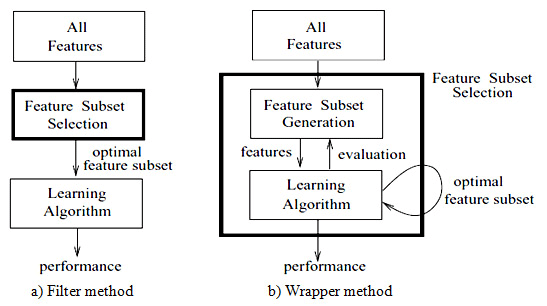 All
Features
Feature Subset
Selection
optimal
feature subset
Learning
Algorithm
performance
a) Filter method
All
Features
Feature Subset
Selection
Feature Subset
Generation
features
evaluation
Learning
Algorithm
optimal
feature subset
performance
b) Wrapper method